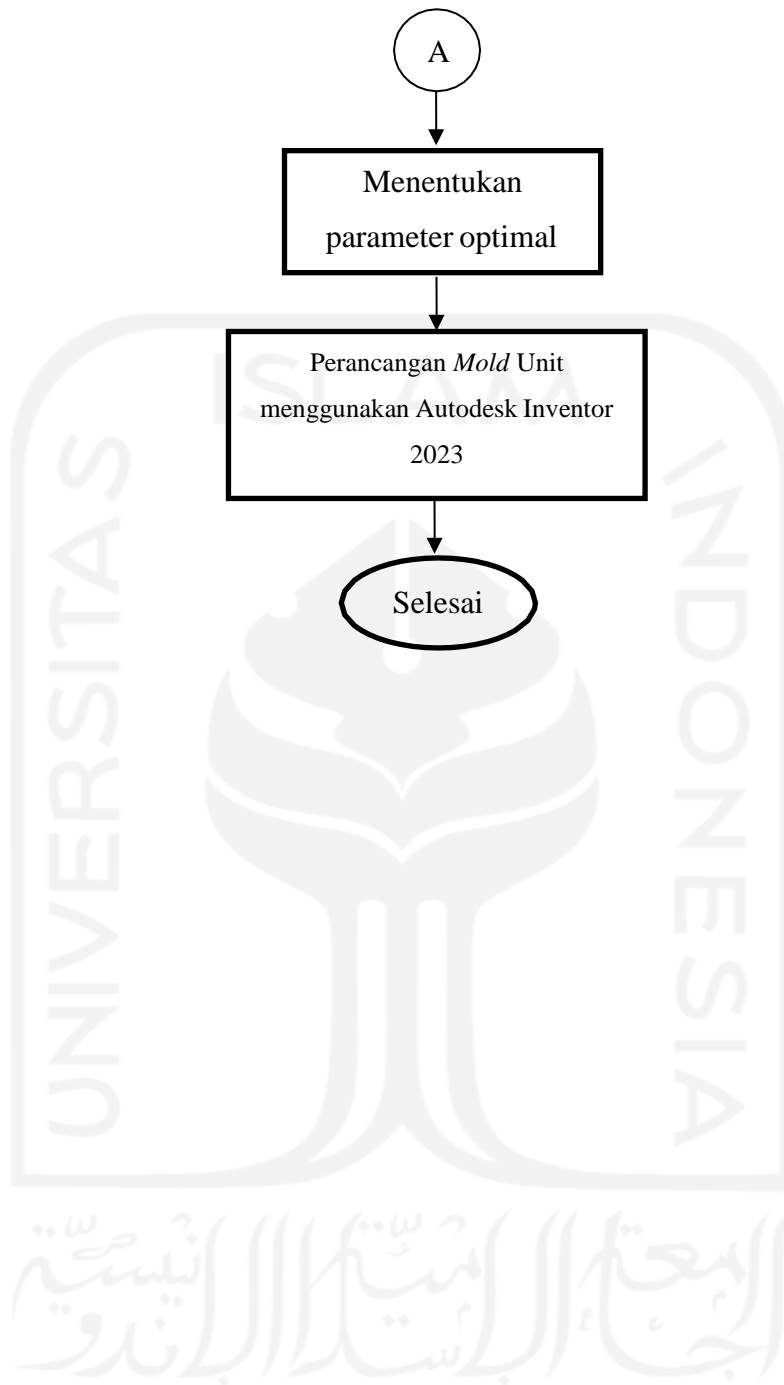 A
Menentukan
parameter optimal
Perancangan Mold Unit
menggunakan Autodesk Inventor
2023
Selesai
ISLAM
UNIVERSITAS
INDONESIA